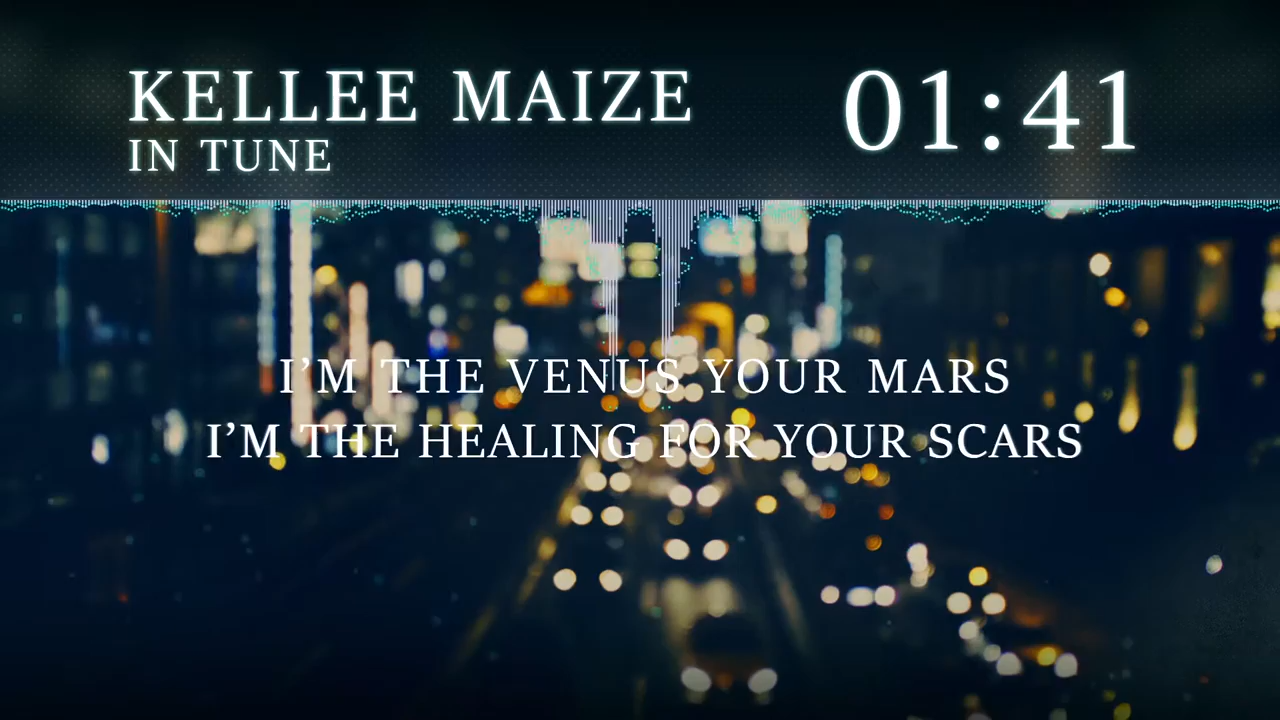 KELLEE MAIZE
IN TUNE
01:41
I'M THE VENUS YOUR MARS
I'M THE HEALING FOR YOUR SCARS